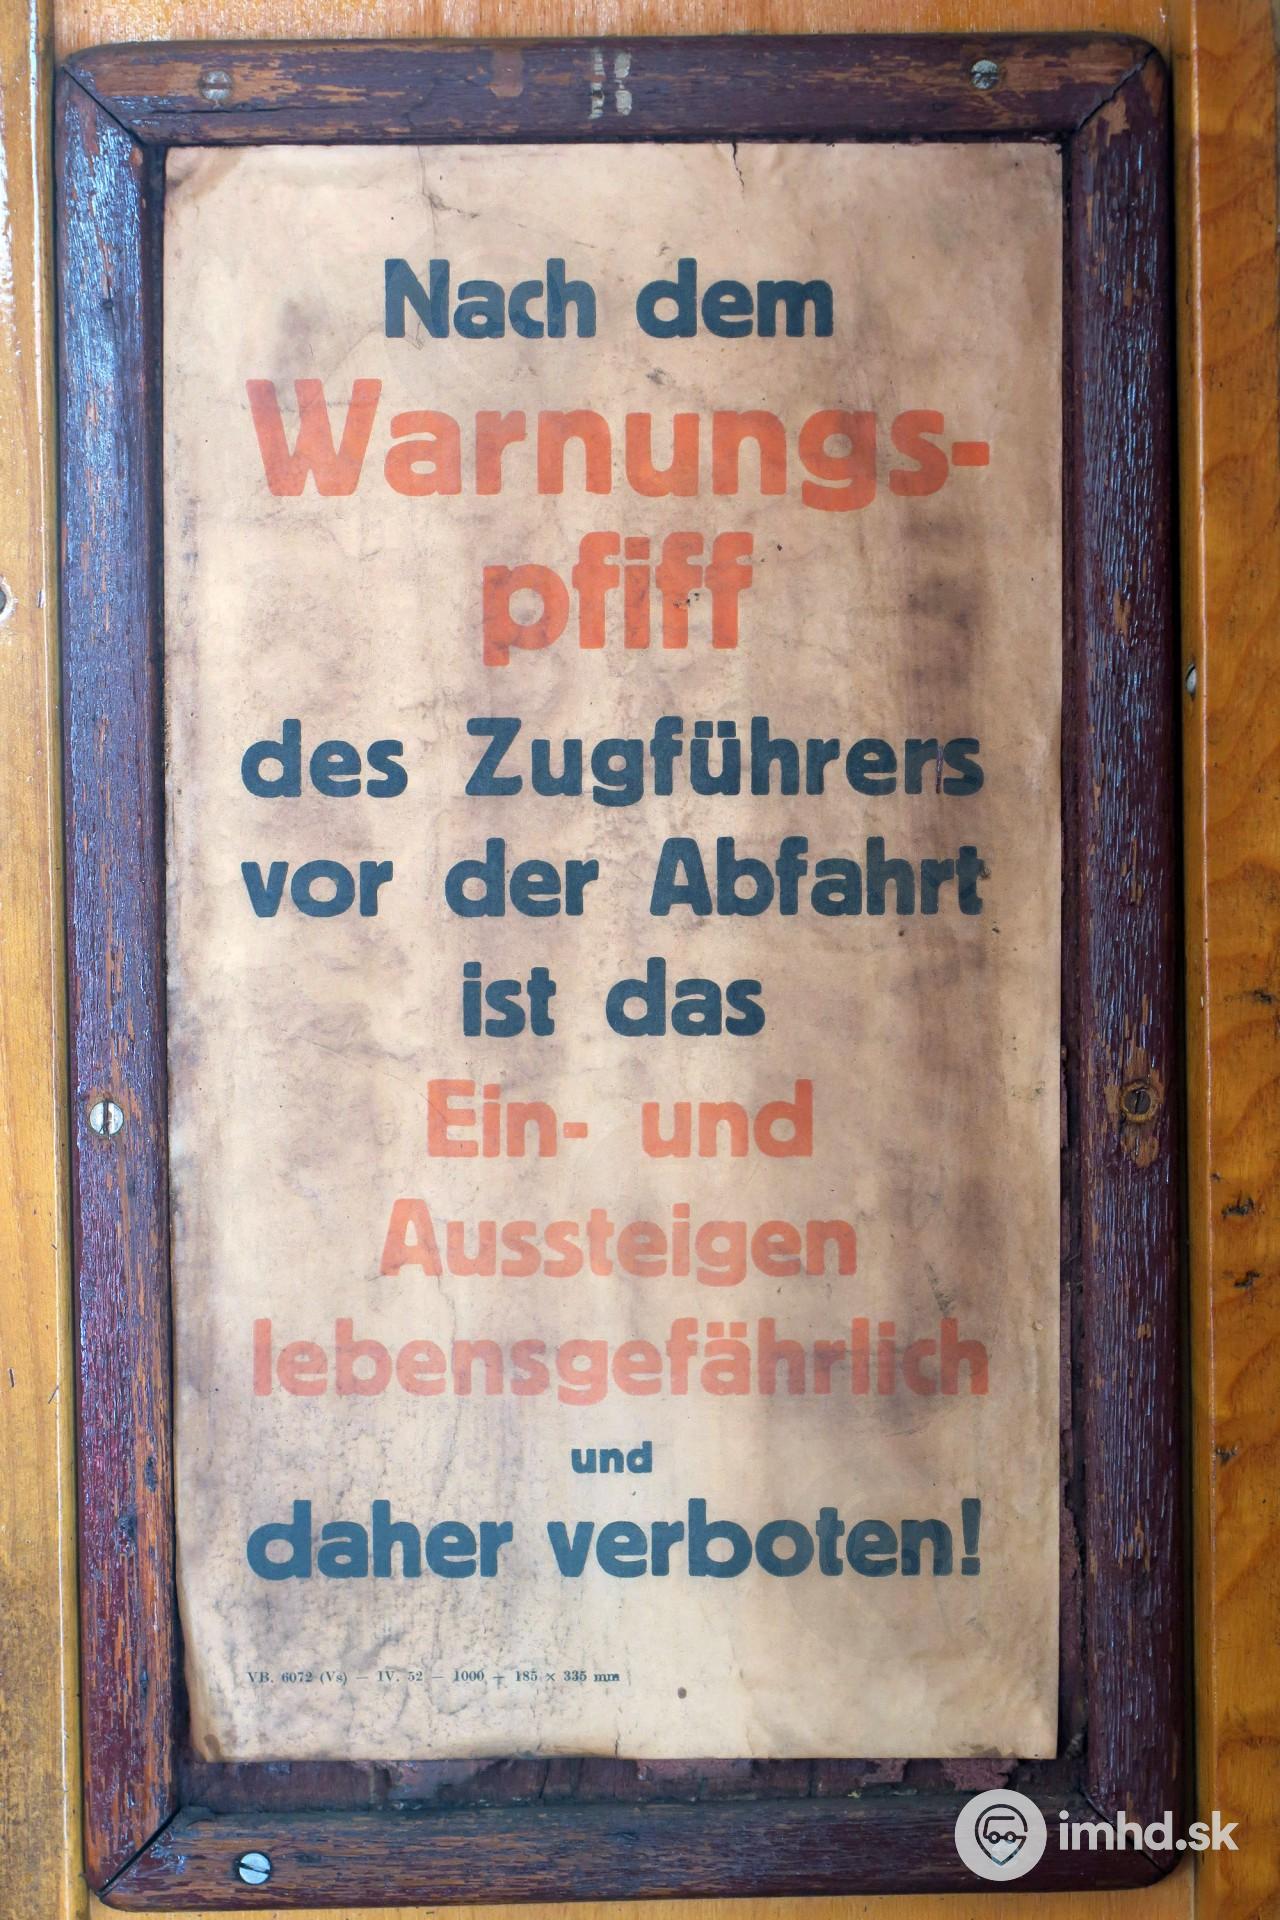 Nach dem
Warnungs-
pfiff
des Zugführers
vor der Abfahrt
ist das
Ein- und
Aussteigen
lebensgefährlich
und
daher verboten!
VB. 6072 (Vs) — IV. 52 — 1000 — 185 × 335 mm
imhd.sk